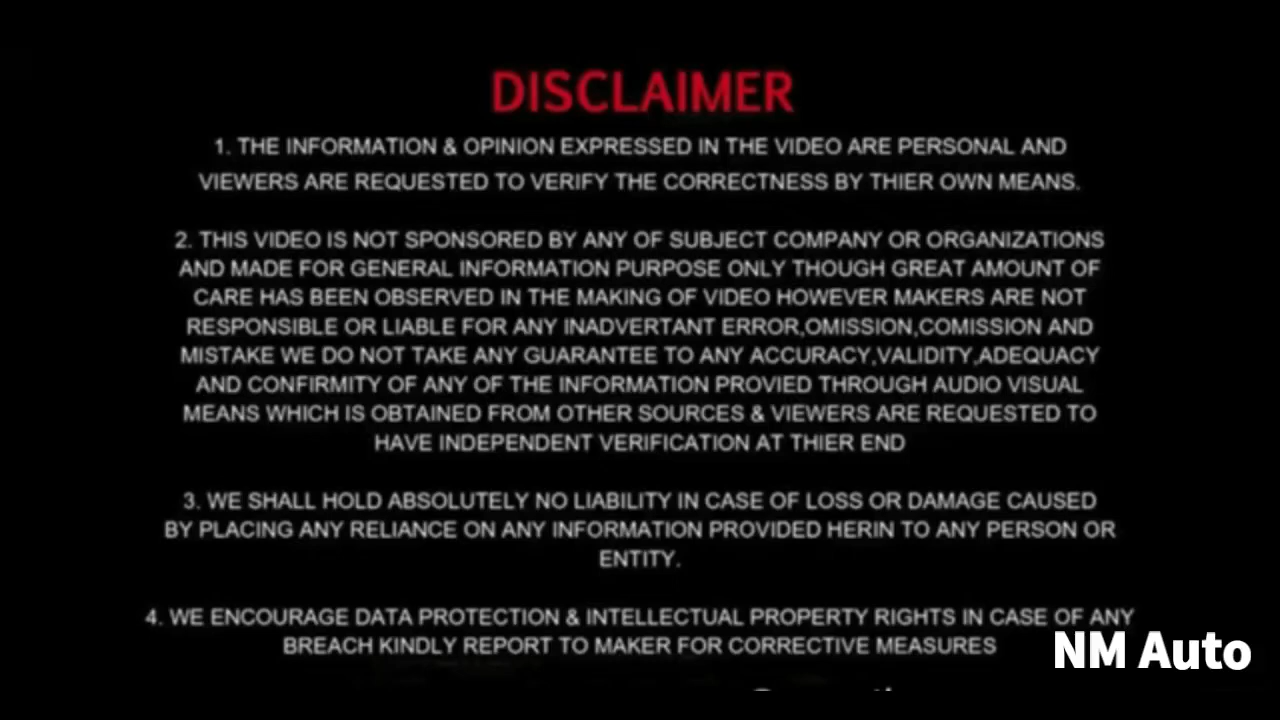 DISCLAIMER
1. THE INFORMATION & OPINION EXPRESSED IN THE VIDEO ARE PERSONAL AND
VIEWERS ARE REQUESTED TO VERIFY THE CORRECTNESS BY THIER OWN MEANS.
2. THIS VIDEO IS NOT SPONSORED BY ANY OF SUBJECT COMPANY OR ORGANIZATIONS
AND MADE FOR GENERAL INFORMATION PURPOSE ONLY THOUGH GREAT AMOUNT OF
CARE HAS BEEN OBSERVED IN THE MAKING OF VIDEO HOWEVER MAKERS ARE NOT
RESPONSIBLE OR LIABLE FOR ANY INADVERTANT ERROR,OMISSION,COMISSION AND
MISTAKE WE DO NOT TAKE ANY GUARANTEE TO ANY ACCURACY,VALIDITY,ADEQUACY
AND CONFIRMITY OF ANY OF THE INFORMATION PROVIED THROUGH AUDIO VISUAL
MEANS WHICH IS OBTAINED FROM OTHER SOURCES & VIEWERS ARE REQUESTED TO
HAVE INDEPENDENT VERIFICATION AT THIER END
3. WE SHALL HOLD ABSOLUTELY NO LIABILITY IN CASE OF LOSS OR DAMAGE CAUSED
BY PLACING ANY RELIANCE ON ANY INFORMATION PROVIDED HERIN TO ANY PERSON OR
ENTITY.
4. WE ENCOURAGE DATA PROTECTION & INTELLECTUAL PROPERTY RIGHTS IN CASE OF ANY
BREACH KINDLY REPORT TO MAKER FOR CORRECTIVE MEASURES
NM Auto